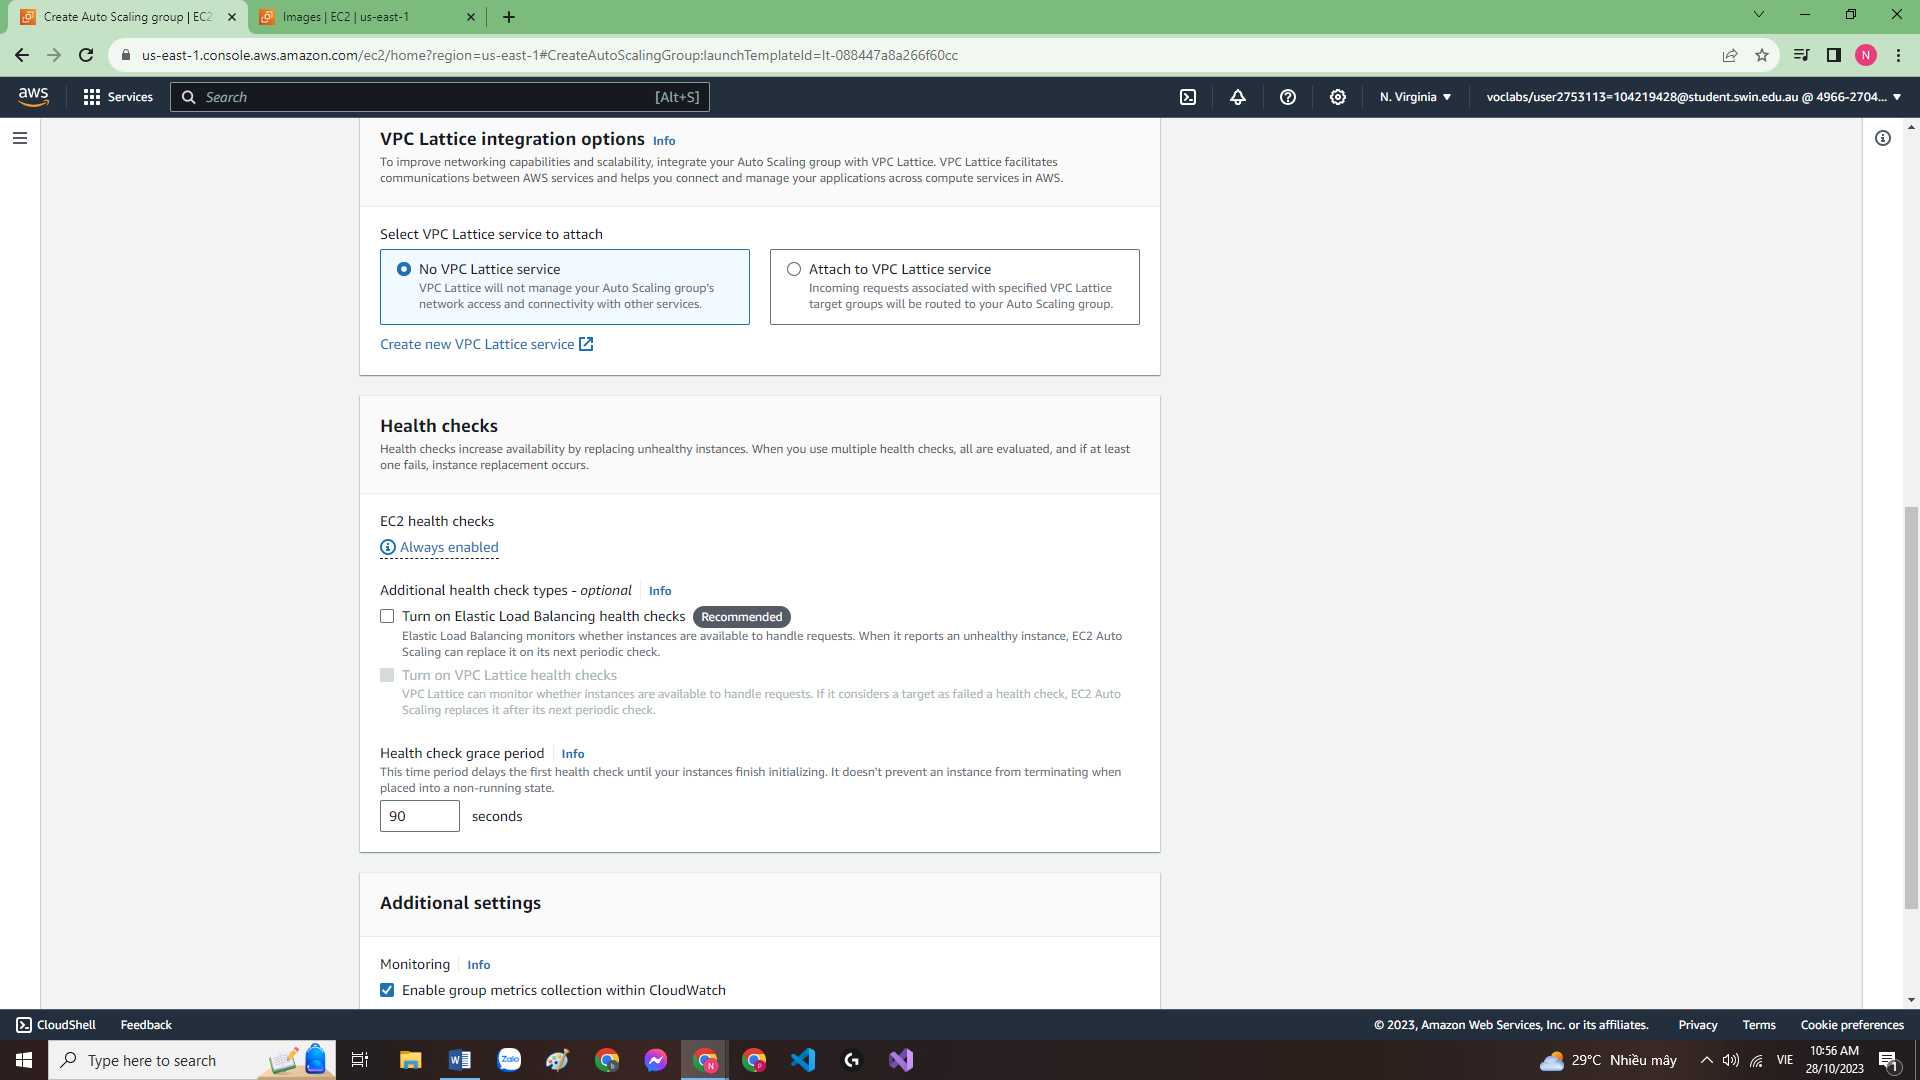 Create Auto Scaling group | EC2
Images | EC2 | us-east-1
us-east-1.console.aws.amazon.com/ec2/home?region=us-east-1#CreateAutoScalingGroup:launchTemplateId=lt-088447a8a266f60cc
N
aws
Services
Search
[Alt+S]
N. Virginia
voclabs/user2753113=104219428@student.swin.edu.au @ 4966-2704...
VPC Lattice integration options Info
To improve networking capabilities and scalability, integrate your Auto Scaling group with VPC Lattice. VPC Lattice facilitates
communications between AWS services and helps you connect and manage your applications across compute services in AWS.
Select VPC Lattice service to attach
No VPC Lattice service
VPC Lattice will not manage your Auto Scaling group's
network access and connectivity with other services.
Attach to VPC Lattice service
Incoming requests associated with specified VPC Lattice
target groups will be routed to your Auto Scaling group.
Create new VPC Lattice service
Health checks
Health checks increase availability by replacing unhealthy instances. When you use multiple health checks, all are evaluated, and if at least
one fails, instance replacement occurs.
EC2 health checks
Always enabled
Additional health check types - optional Info
Turn on Elastic Load Balancing health checks Recommended
Elastic Load Balancing monitors whether instances are available to handle requests. When it reports an unhealthy instance, EC2 Auto
Scaling can replace it on its next periodic check.
Turn on VPC Lattice health checks
VPC Lattice can monitor whether instances are available to handle requests. If it considers a target as failed a health check, EC2 Auto
Scaling replaces it after its next periodic check.
Health check grace period Info
This time period delays the first health check until your instances finish initializing. It doesn't prevent an instance from terminating when
placed into a non-running state.
90 seconds
Additional settings
Monitoring Info
Enable group metrics collection within CloudWatch
CloudShell
Feedback
© 2023, Amazon Web Services, Inc. or its affiliates.
Privacy
Terms
Cookie preferences
Type here to search
Zalo
29°C Nhiều mây
VIE
10:56 AM
28/10/2023
1